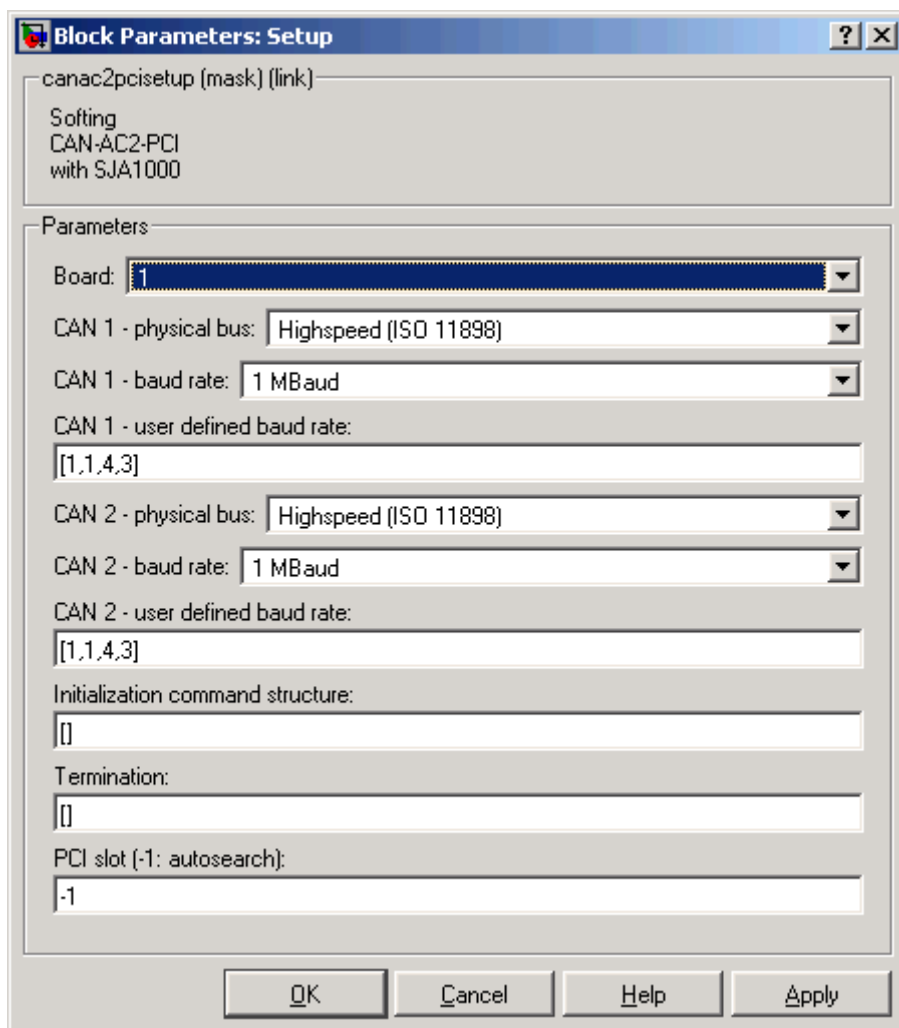 Block Parameters: Setup
?
canac2pcisetup (mask) (link)
Softing
CAN-AC2-PCI
with SJA1000
Parameters
Board: 1
CAN 1 - physical bus: Highspeed (ISO 11898)
CAN 1 - baud rate: 1 MBaud
CAN 1 - user defined baud rate:
[1,1,4,3]
CAN 2 - physical bus: Highspeed (ISO 11898)
CAN 2 - baud rate: 1 MBaud
CAN 2 - user defined baud rate:
[1,1,4,3]
Initialization command structure:
[]
Termination:
[]
PCI slot (-1: autosearch):
-1
OK Cancel Help Apply